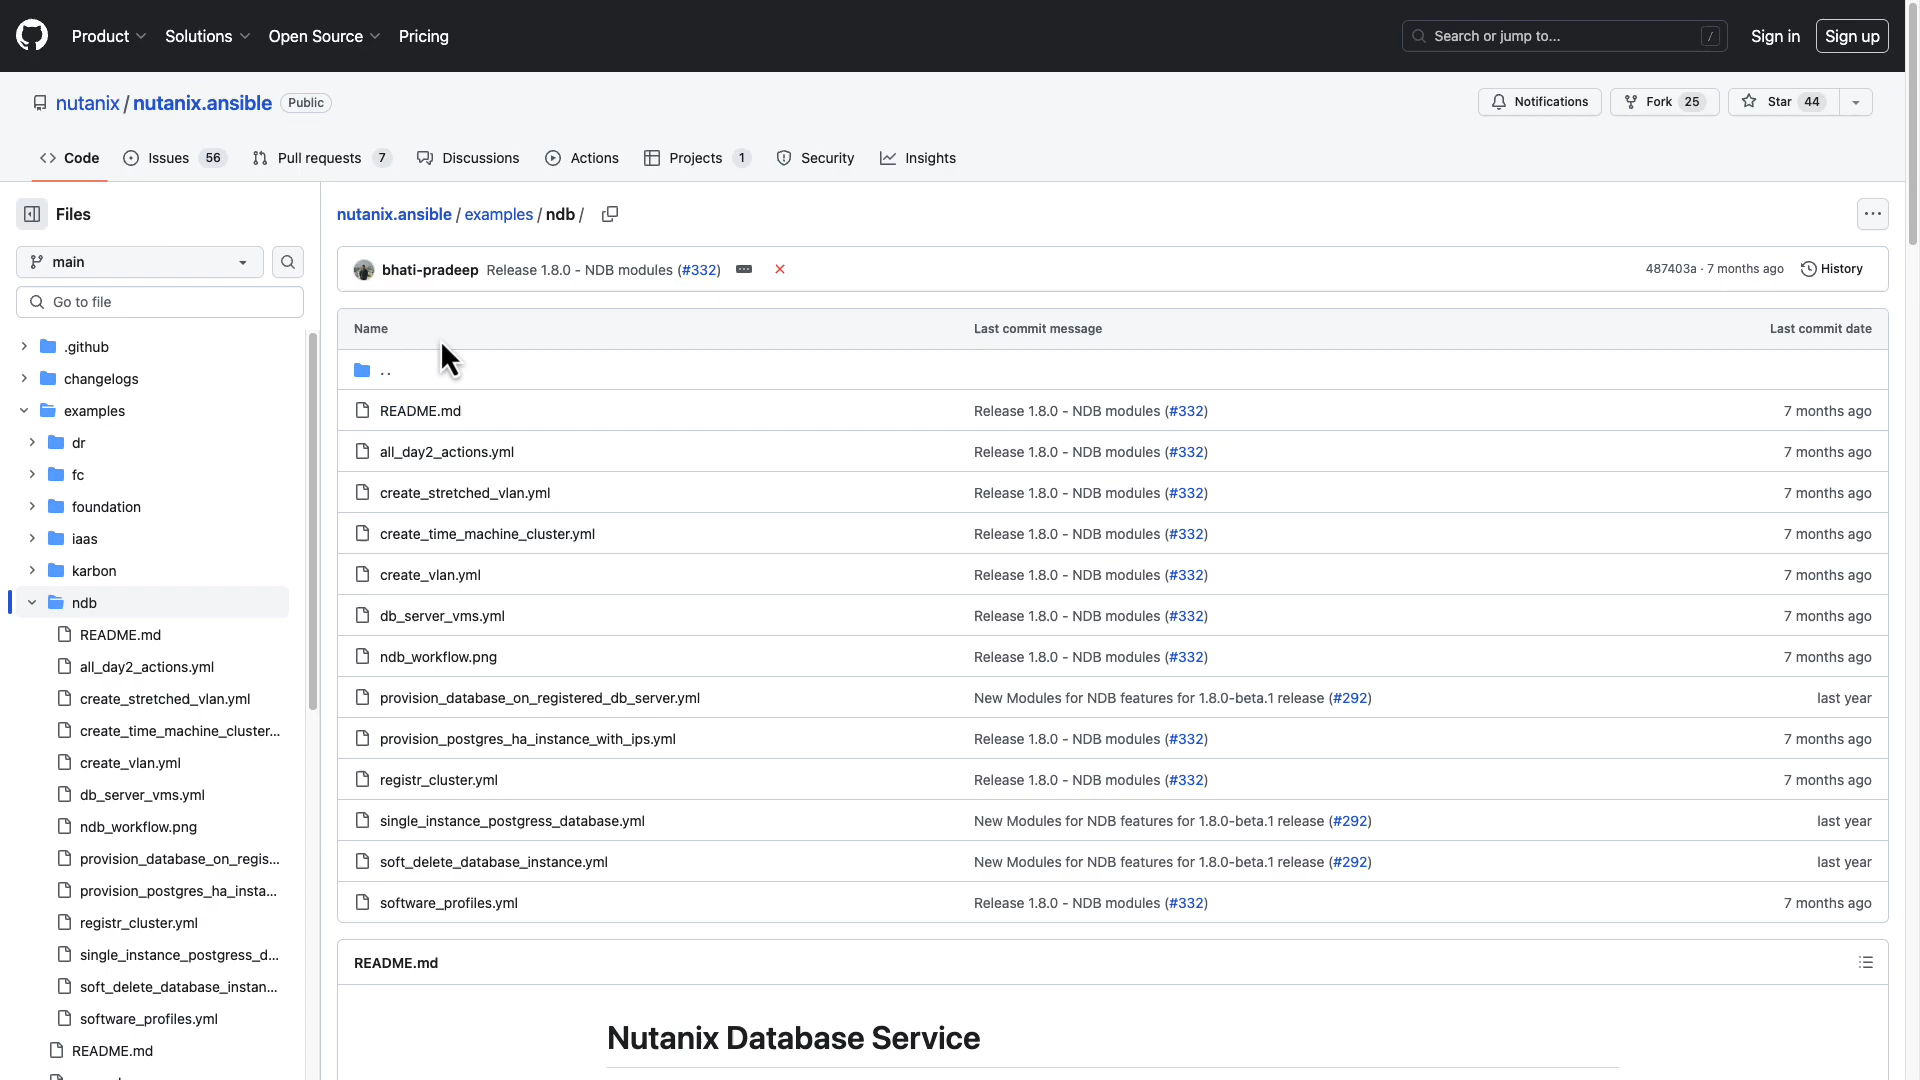 Product Solutions Open Source Pricing Search or jump to... / Sign in Sign up
nutanix / nutanix.ansible Public Notifications Fork 25 Star 44
Code Issues 56 Pull requests 7 Discussions Actions Projects 1 Security Insights
Files
main
Go to file
.github
changelogs
examples
dr
fc
foundation
iaas
karbon
ndb
README.md
all_day2_actions.yml
create_stretched_vlan.yml
create_time_machine_cluster...
create_vlan.yml
db_server_vms.yml
ndb_workflow.png
provision_database_on_regis...
provision_postgres_ha_insta...
registr_cluster.yml
single_instance_postgress_d...
soft_delete_database_instan...
software_profiles.yml
README.md
nutanix.ansible / examples / ndb / ...
bhati-pradeep Release 1.8.0 - NDB modules (#332) 487403a · 7 months ago History
Name Last commit message Last commit date
..
README.md Release 1.8.0 - NDB modules (#332) 7 months ago
all_day2_actions.yml Release 1.8.0 - NDB modules (#332) 7 months ago
create_stretched_vlan.yml Release 1.8.0 - NDB modules (#332) 7 months ago
create_time_machine_cluster.yml Release 1.8.0 - NDB modules (#332) 7 months ago
create_vlan.yml Release 1.8.0 - NDB modules (#332) 7 months ago
db_server_vms.yml Release 1.8.0 - NDB modules (#332) 7 months ago
ndb_workflow.png Release 1.8.0 - NDB modules (#332) 7 months ago
provision_database_on_registered_db_server.yml New Modules for NDB features for 1.8.0-beta.1 release (#292) last year
provision_postgres_ha_instance_with_ips.yml Release 1.8.0 - NDB modules (#332) 7 months ago
registr_cluster.yml Release 1.8.0 - NDB modules (#332) 7 months ago
single_instance_postgress_database.yml New Modules for NDB features for 1.8.0-beta.1 release (#292) last year
soft_delete_database_instance.yml New Modules for NDB features for 1.8.0-beta.1 release (#292) last year
software_profiles.yml Release 1.8.0 - NDB modules (#332) 7 months ago
README.md
Nutanix Database Service